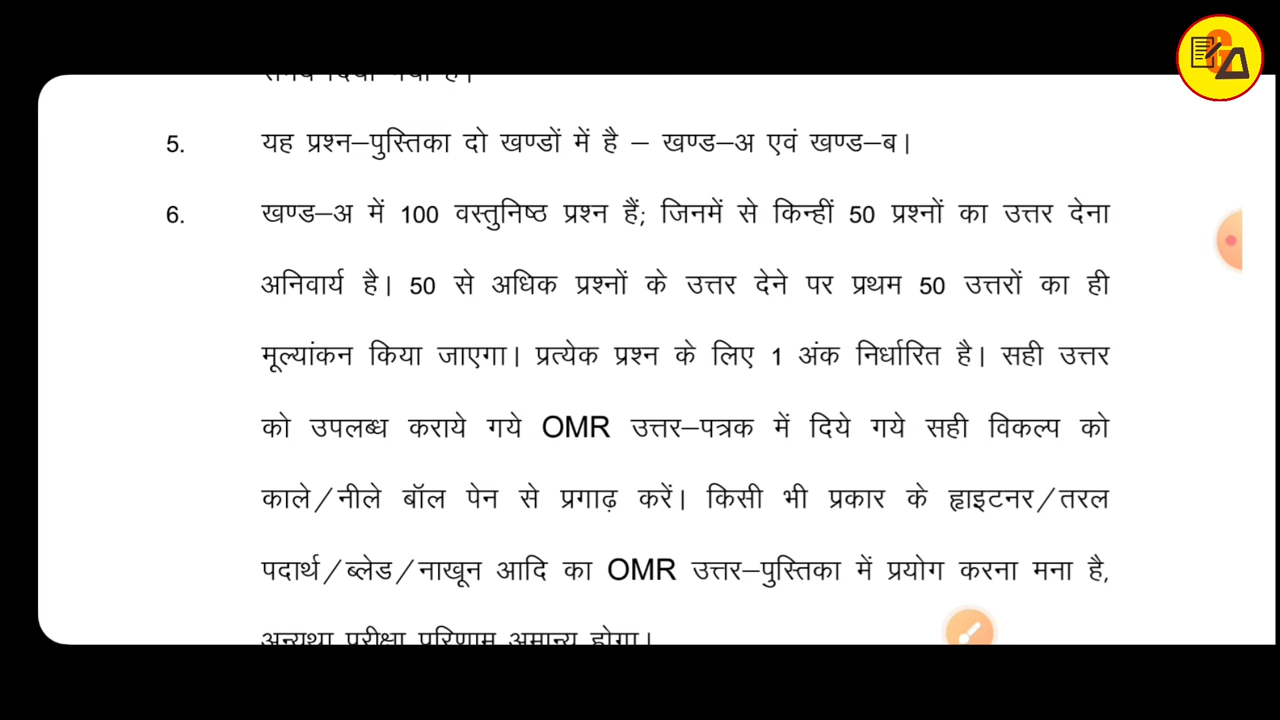 समय दिया गया है।
5. यह प्रश्न–पुस्तिका दो खण्डों में है – खण्ड–अ एवं खण्ड–ब।
6. खण्ड–अ में 100 वस्तुनिष्ठ प्रश्न हैं; जिनमें से किन्हीं 50 प्रश्नों का उत्तर देना
अनिवार्य है। 50 से अधिक प्रश्नों के उत्तर देने पर प्रथम 50 उत्तरों का ही
मूल्यांकन किया जाएगा। प्रत्येक प्रश्न के लिए 1 अंक निर्धारित है। सही उत्तर
को उपलब्ध कराये गये OMR उत्तर–पत्रक में दिये गये सही विकल्प को
काले/नीले बॉल पेन से प्रगाढ़ करें। किसी भी प्रकार के ह्वाइटनर/तरल
पदार्थ/ब्लेड/नाखून आदि का OMR उत्तर–पुस्तिका में प्रयोग करना मना है,
अन्यथा परीक्षा परिणाम अमान्य होगा।